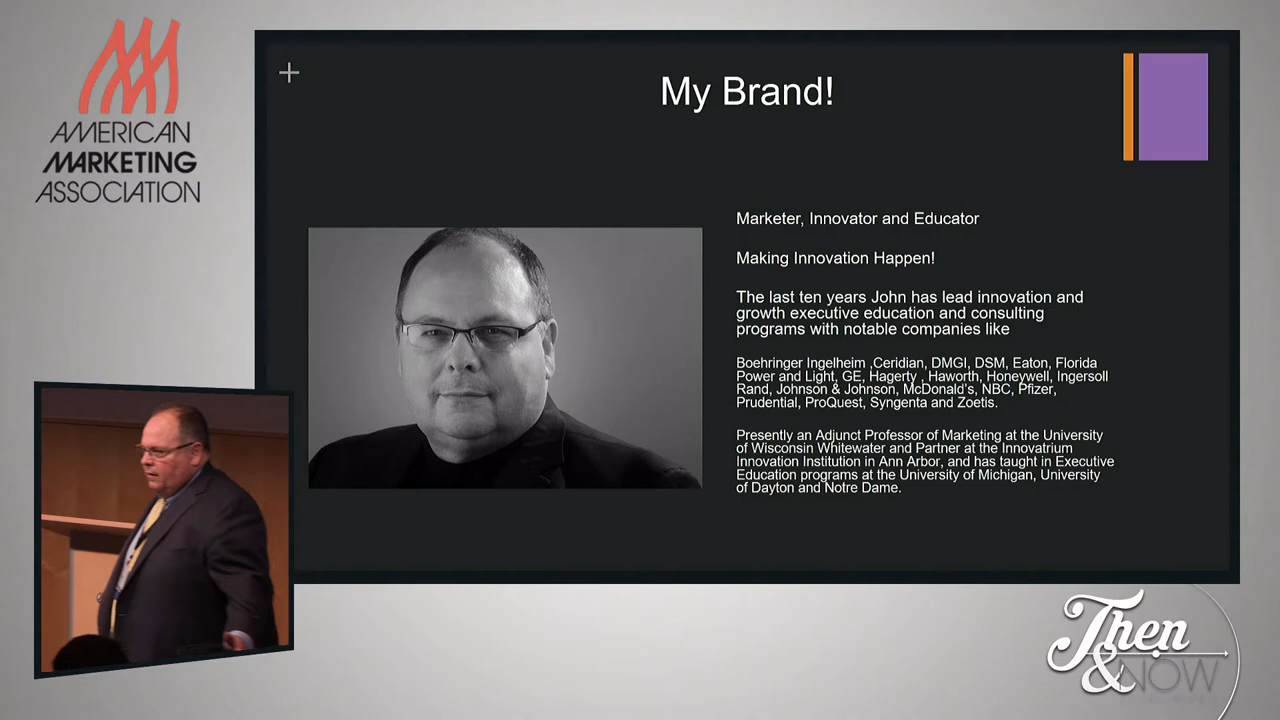 AMERICAN
MARKETING
ASSOCIATION
My Brand!
Marketer, Innovator and Educator
Making Innovation Happen!
The last ten years John has lead innovation and
growth executive education and consulting
programs with notable companies like
Boehringer Ingelheim ,Ceridian, DMGI, DSM, Eaton, Florida
Power and Light, GE, Hagerty , Haworth, Honeywell, Ingersoll
Rand, Johnson & Johnson, McDonald's, NBC, Pfizer,
Prudential, ProQuest, Syngenta and Zoetis.
Presently an Adjunct Professor of Marketing at the University
of Wisconsin Whitewater and Partner at the Innovatrium
Innovation Institution in Ann Arbor, and has taught in Executive
Education programs at the University of Michigan, University
of Dayton and Notre Dame.
Then
& NOW